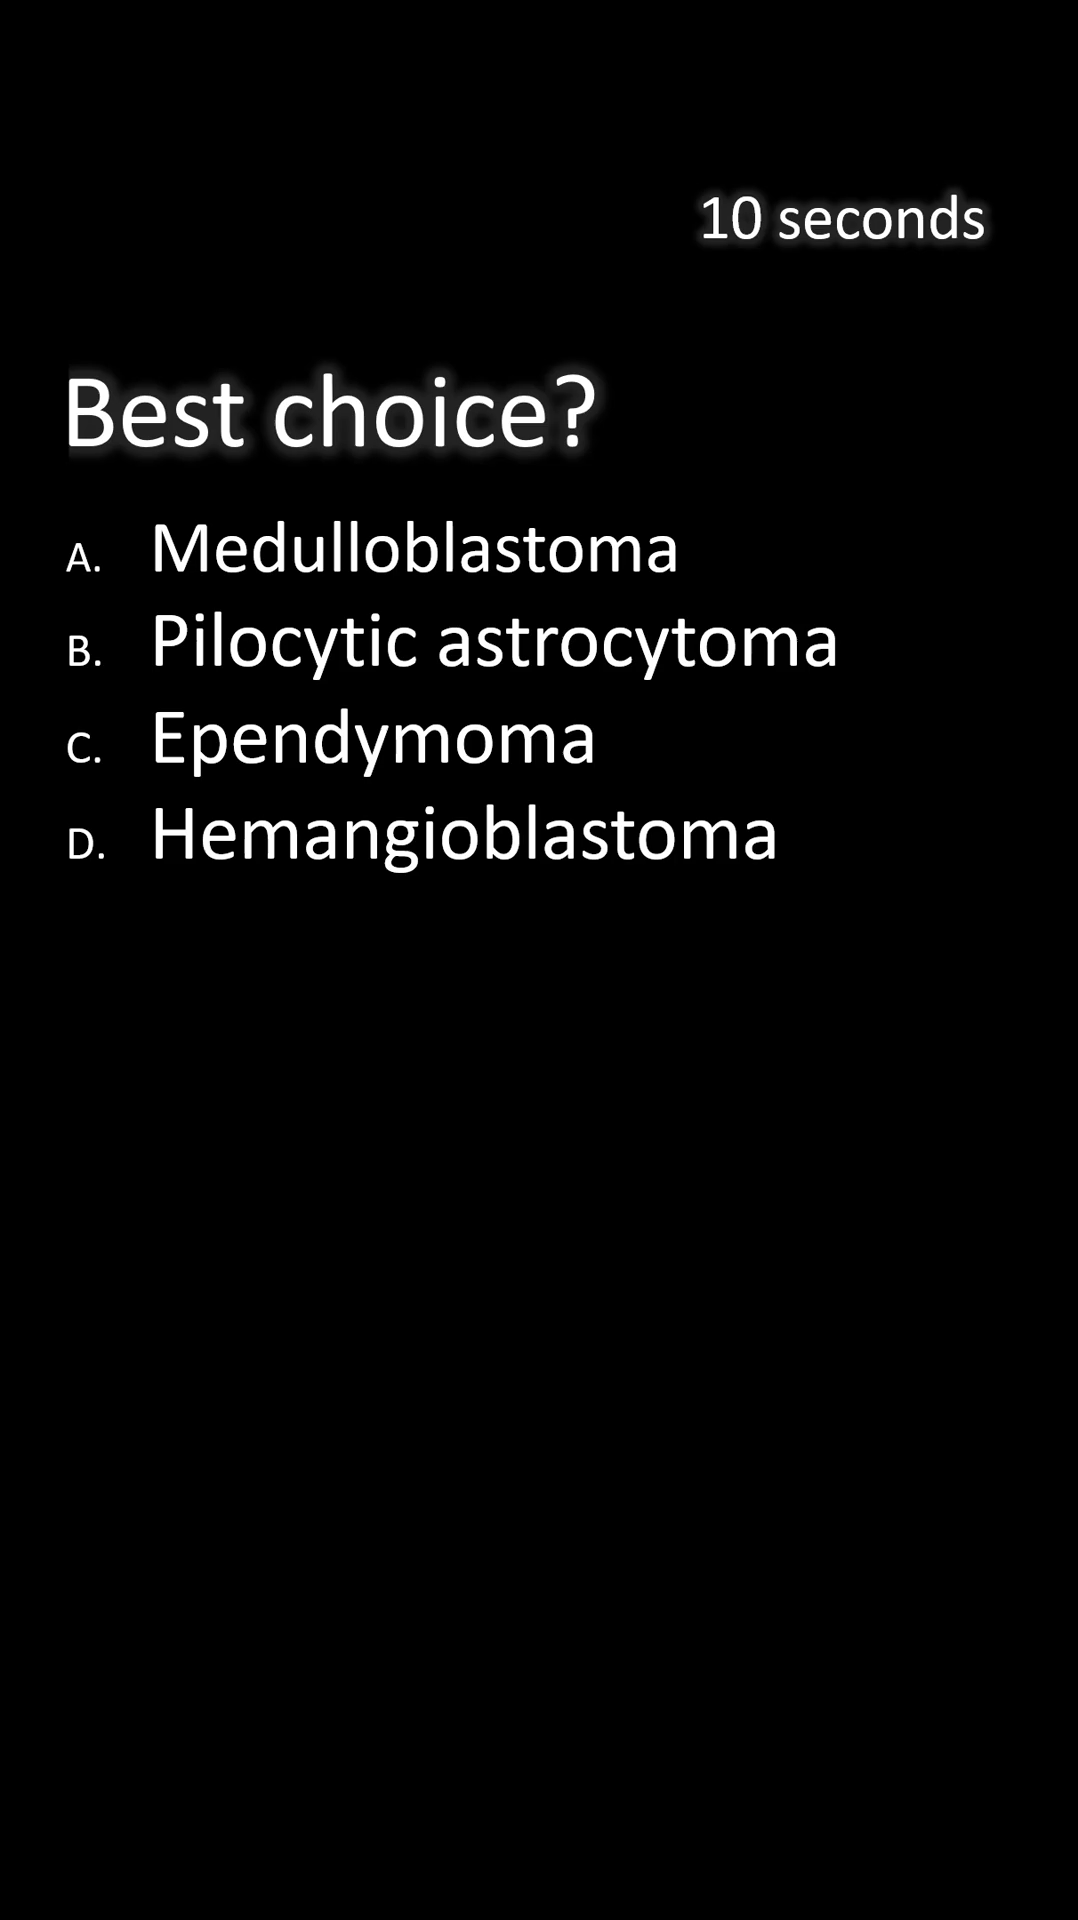 10 seconds
Best choice?
A. Medulloblastoma
B. Pilocytic astrocytoma
C. Ependymoma
D. Hemangioblastoma